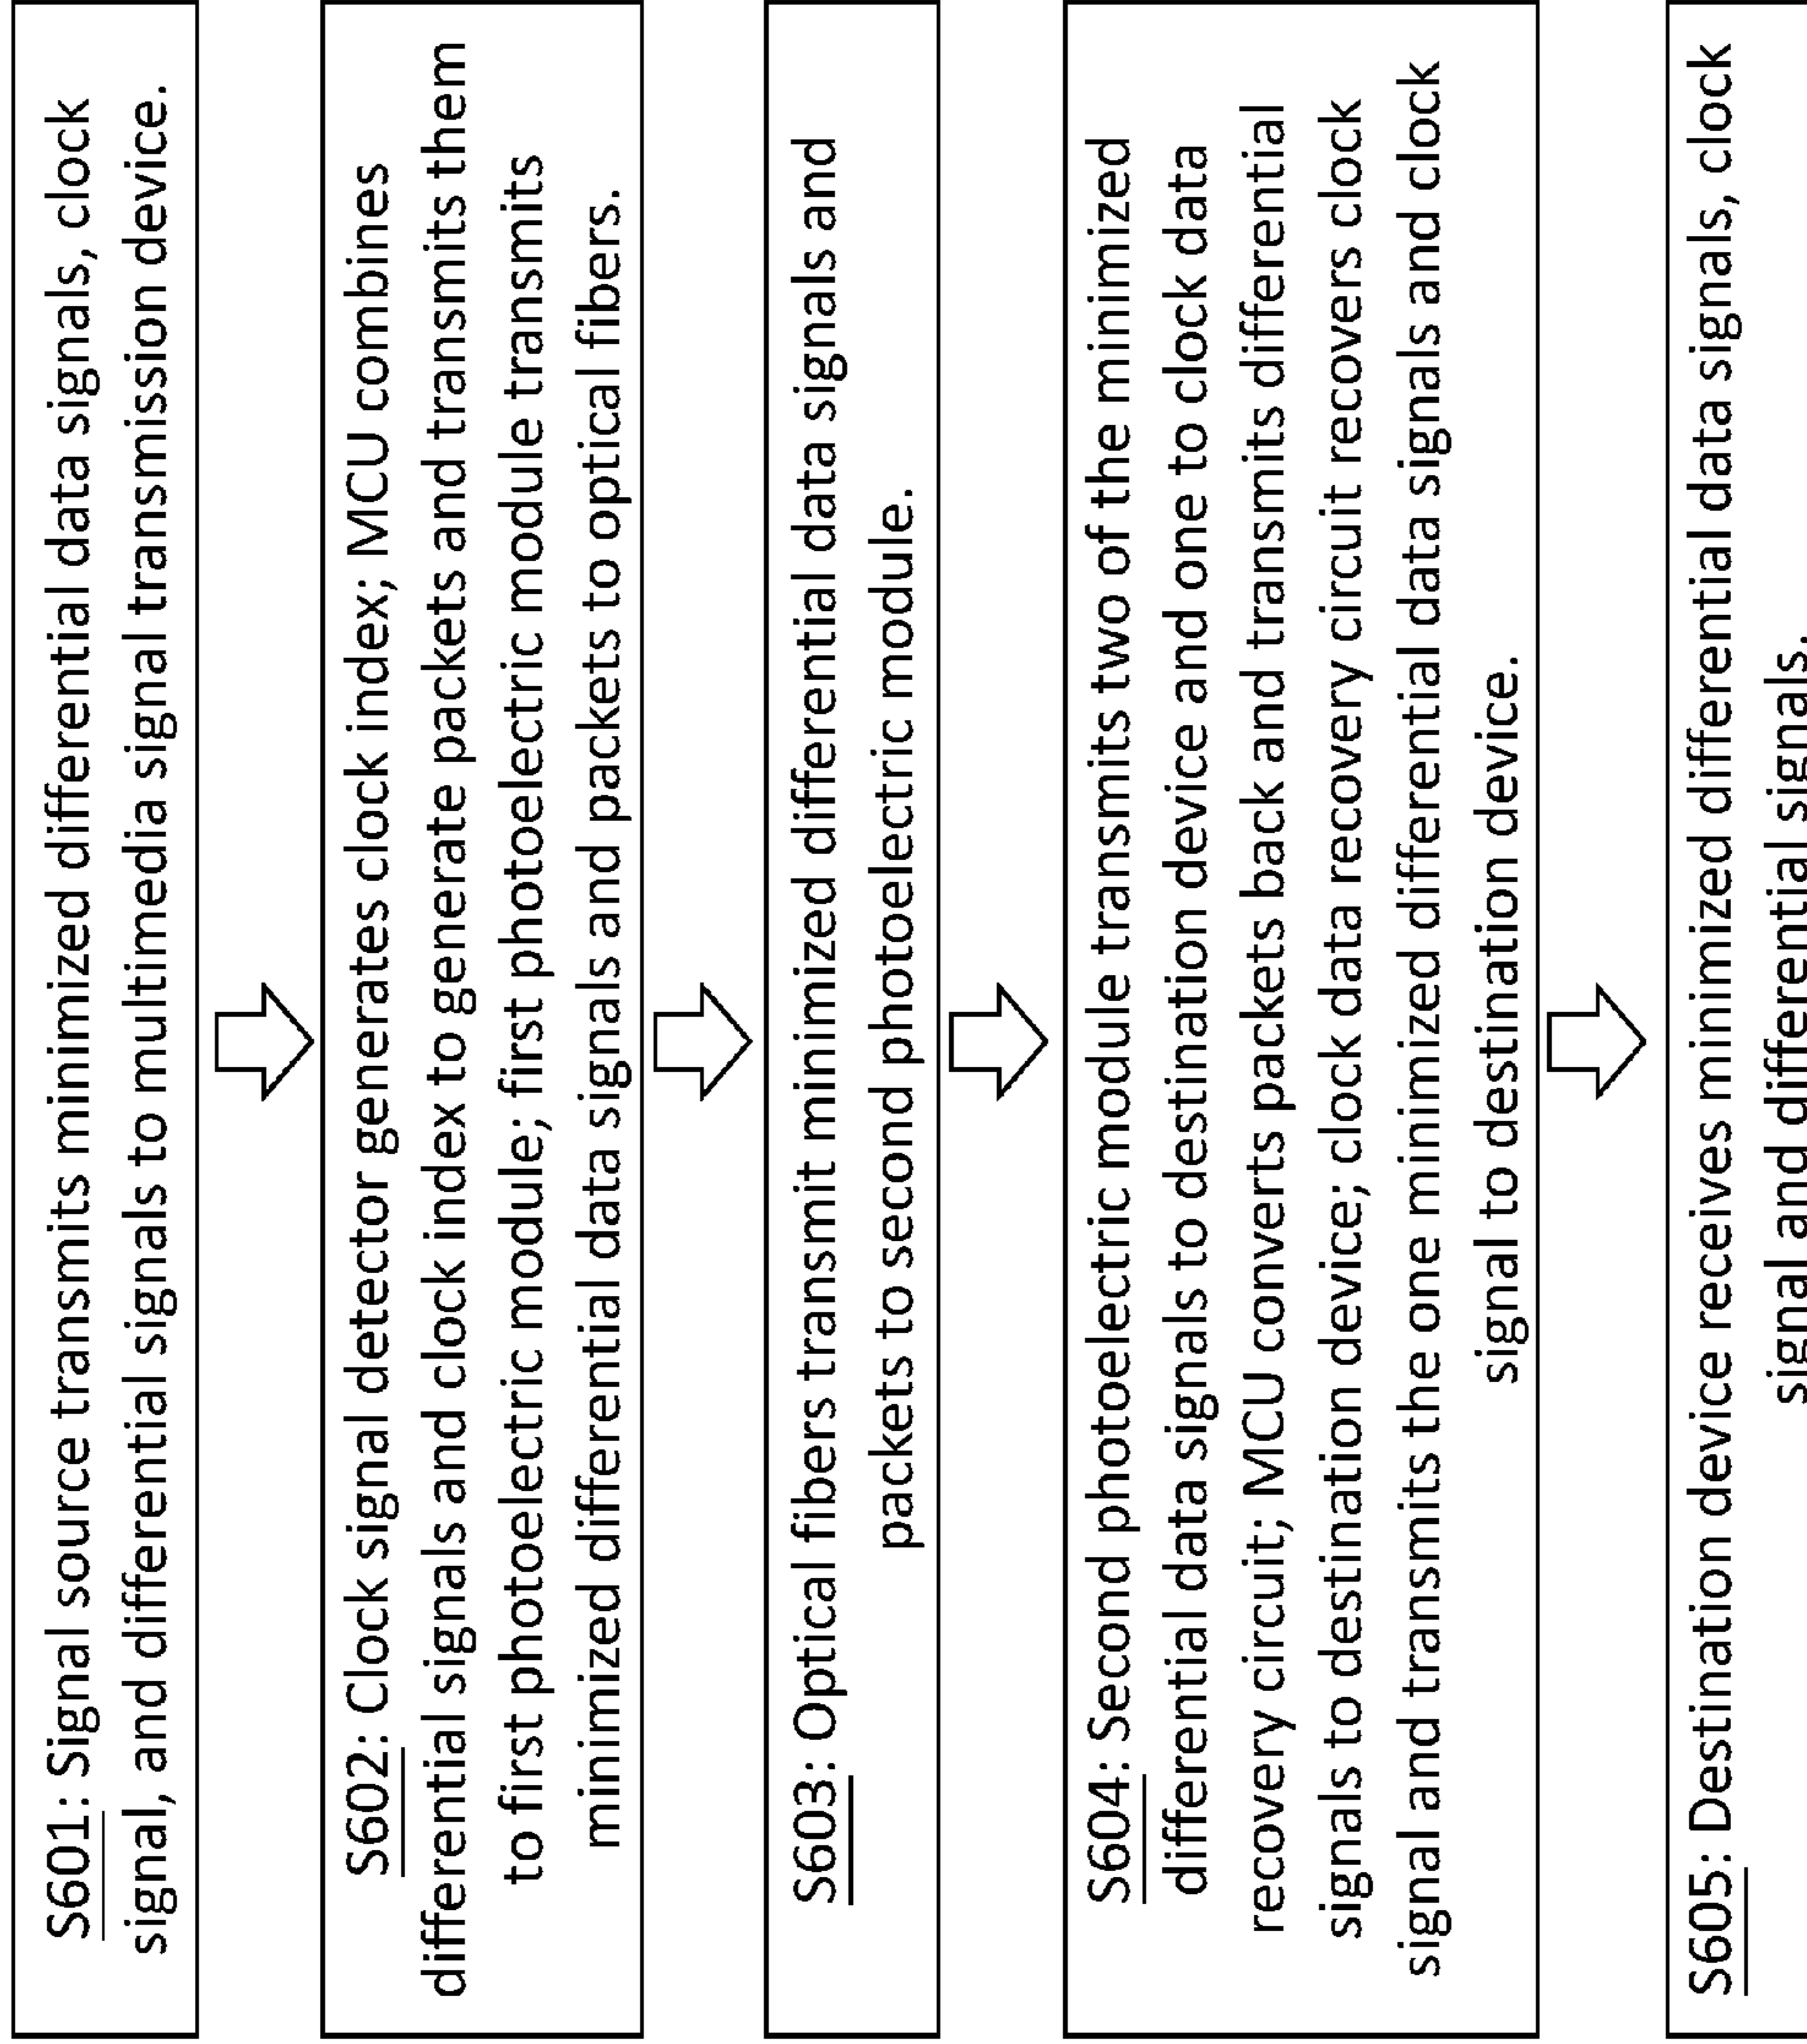 S601: Signal source transmits minimized differential data signals, clock
signal, and differential signals to multimedia signal transmission device.
S602: Clock signal detector generates clock index; MCU combines
differential signals and clock index to generate packets and transmits them
to first photoelectric module; first photoelectric module transmits
minimized differential data signals and packets to optical fibers.
S603: Optical fibers transmit minimized differential data signals and
packets to second photoelectric module.
S604: Second photoelectric module transmits two of the minimized
differential data signals to destination device and one to clock data
recovery circuit; MCU converts packets back and transmits differential
signals to destination device; clock data recovery circuit recovers clock
signal and transmits the one minimized differential data signals and clock
signal to destination device.
S605: Destination device receives minimized differential data signals, clock
signal and differential signals.